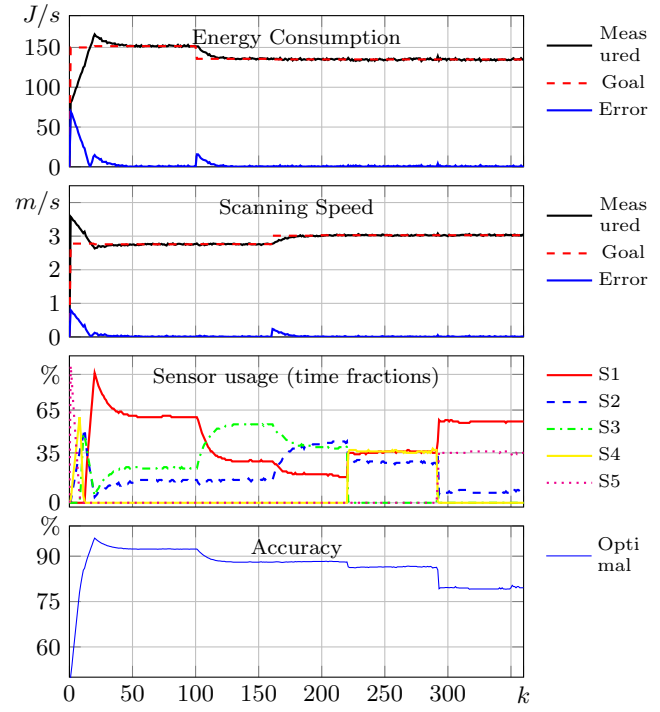 J/s
Energy Consumption
150
100
50
0
Meas
ured
Goal
Error
m/s
Scanning Speed
3
2
1
0
Meas
ured
Goal
Error
%
Sensor usage (time fractions)
65
35
0
S1
S2
S3
S4
S5
%
Accuracy
90
75
60
Opti
mal
0 50 100 150 200 250 300 k